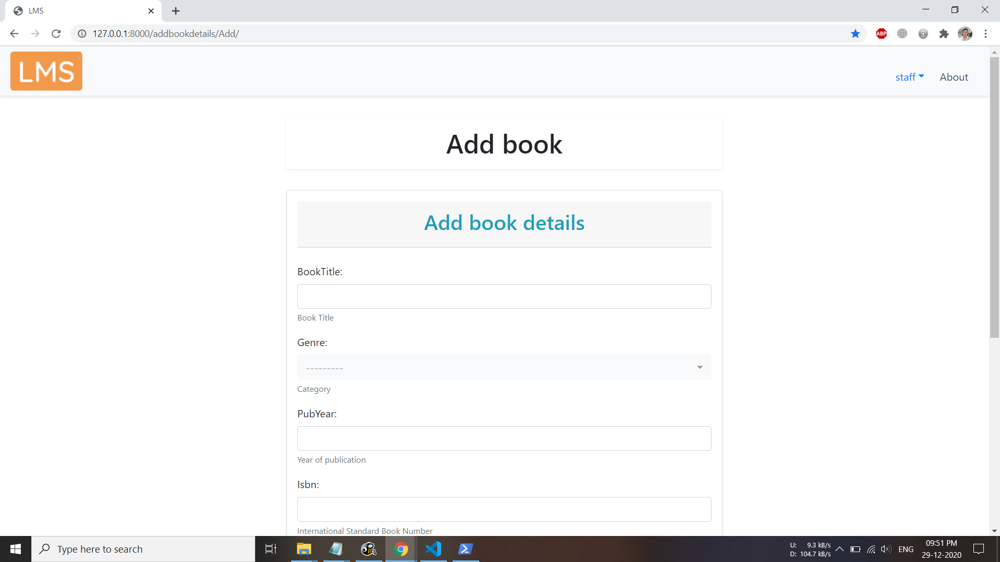 LMS
127.0.0.1:8000/addbookdetails/Add/
ABP
LMS
staff
About
Add book
Add book details
BookTitle:
Book Title
Genre:
---------
Category
PubYear:
Year of publication
Isbn:
International Standard Book Number
Type here to search
U: 9.3 kB/s
D: 104.7 kB/s
ENG
09:51 PM
29-12-2020